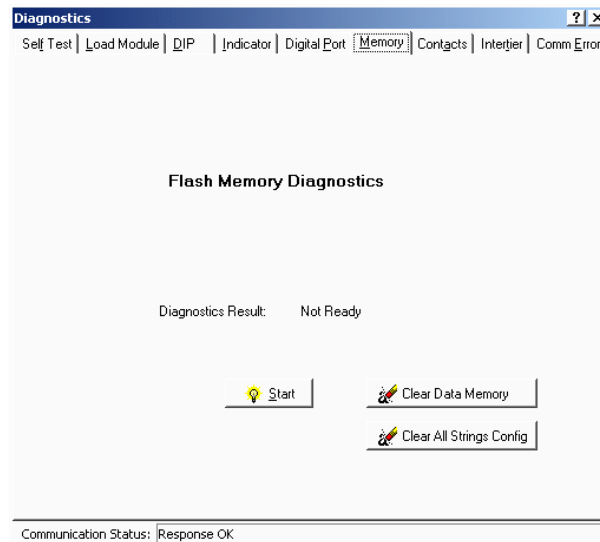 Diagnostics
Self Test Load Module DIP Indicator Digital Port Memory Contacts Intertier Comm Error
Flash Memory Diagnostics
Diagnostics Result: Not Ready
Start Clear Data Memory
Clear All Strings Config
Communication Status: Response OK